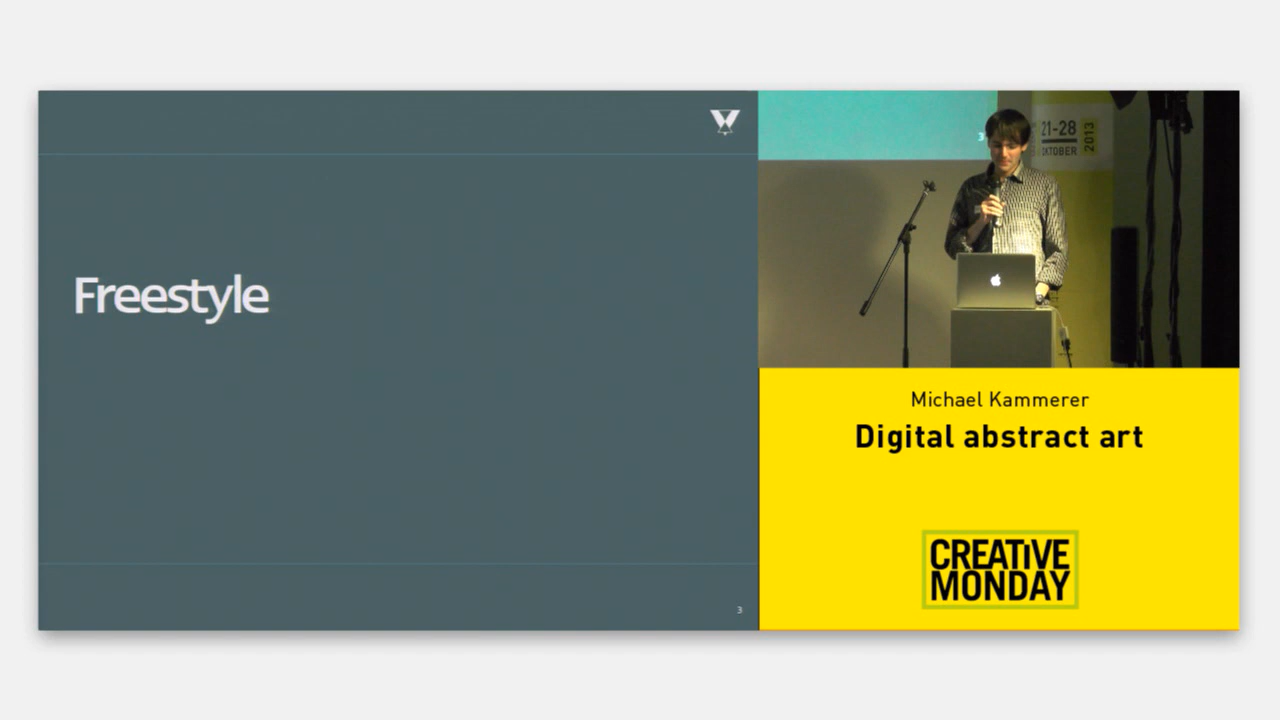 Freestyle
3
21-28
OKTOBER
2013
Michael Kammerer
Digital abstract art
CREATiVE
MONDAY